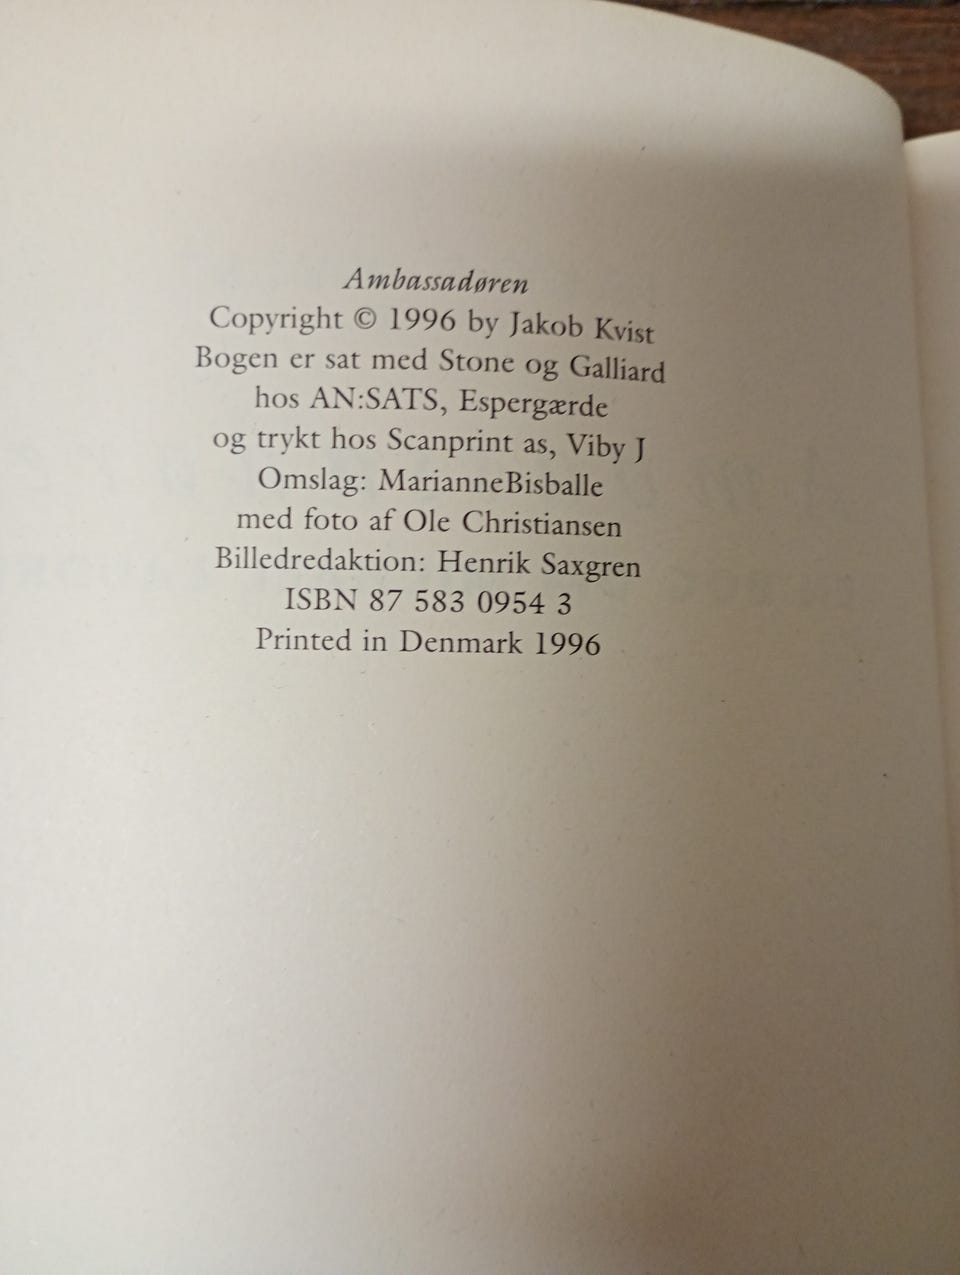 Ambassadøren
Copyright © 1996 by Jakob Kvist
Bogen er sat med Stone og Galliard
hos AN:SATS, Espergærde
og trykt hos Scanprint as, Viby J
Omslag: MarianneBisballe
med foto af Ole Christiansen
Billedredaktion: Henrik Saxgren
ISBN 87 583 0954 3
Printed in Denmark 1996